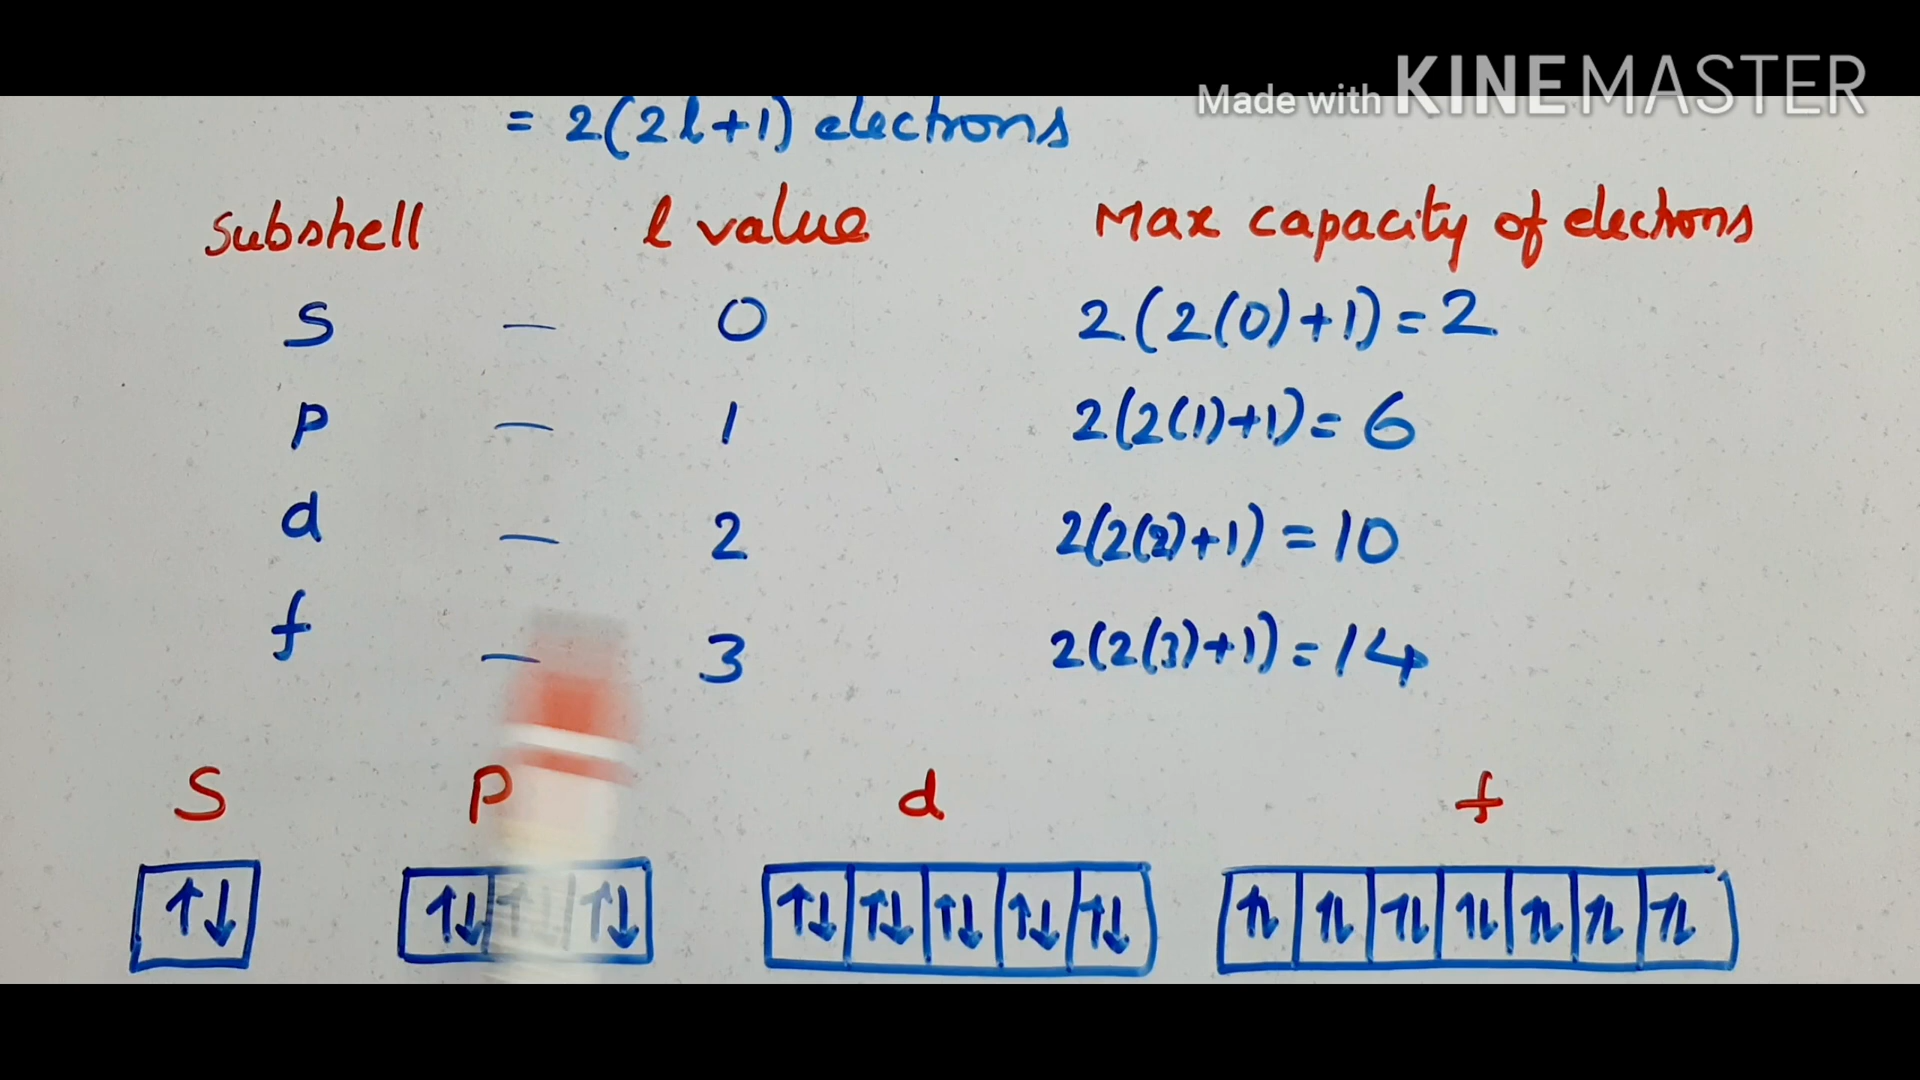 Made with KINEMASTER
= 2(2l+1) electrons
Subshell l value Max capacity of electrons
S — 0 2(2(0)+1)=2
p — 1 2(2(1)+1)= 6
d — 2 2(2(2)+1) = 10
f — 3 2(2(3)+1)=14
S P d f
↑↓ ↑↓ ↑↓ ↑↓ ↑↓ ↑↓ ↑↓ ↑↓ ↑↓ ↑↓ ↑↓ ↑↓ ↑↓ ↑↓ ↑↓ ↑↓